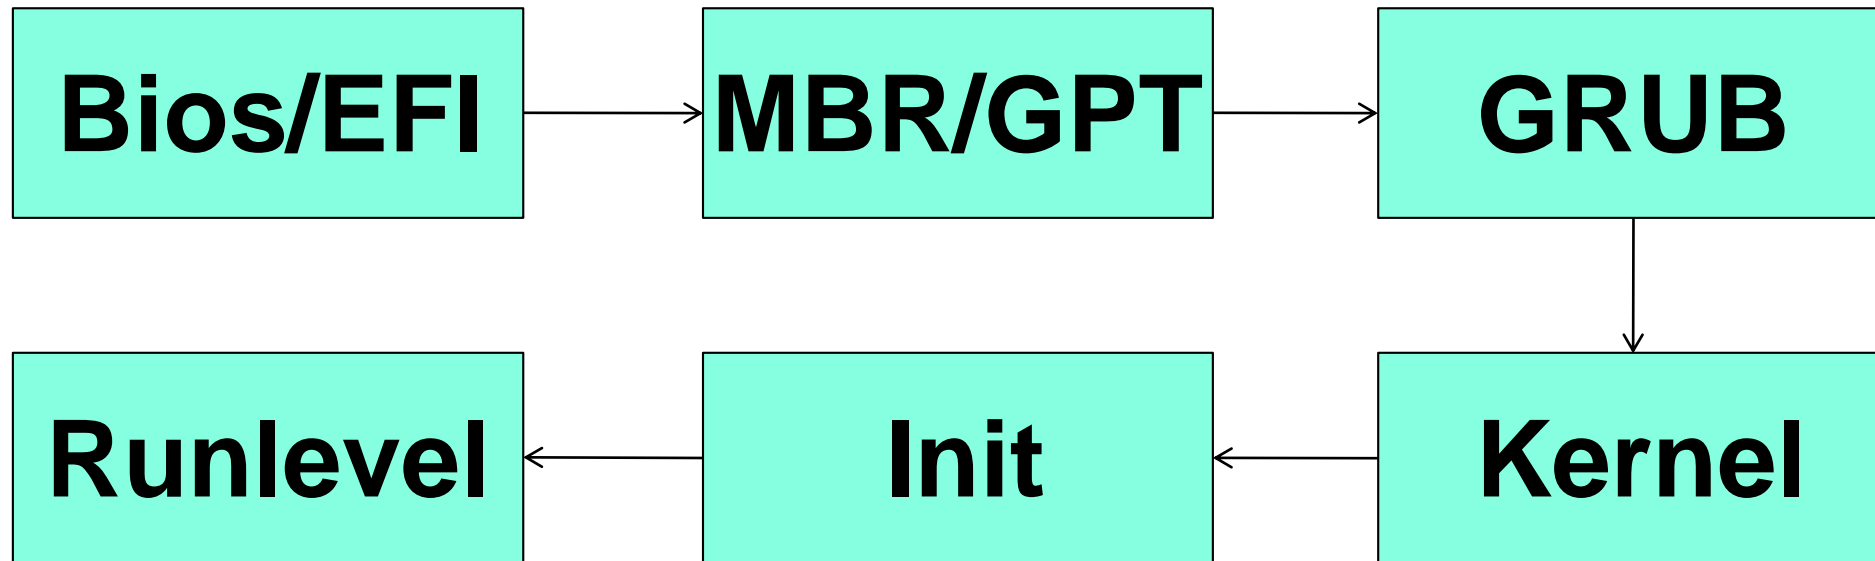 Bios/EFI
MBR/GPT
GRUB
Runlevel
Init
Kernel